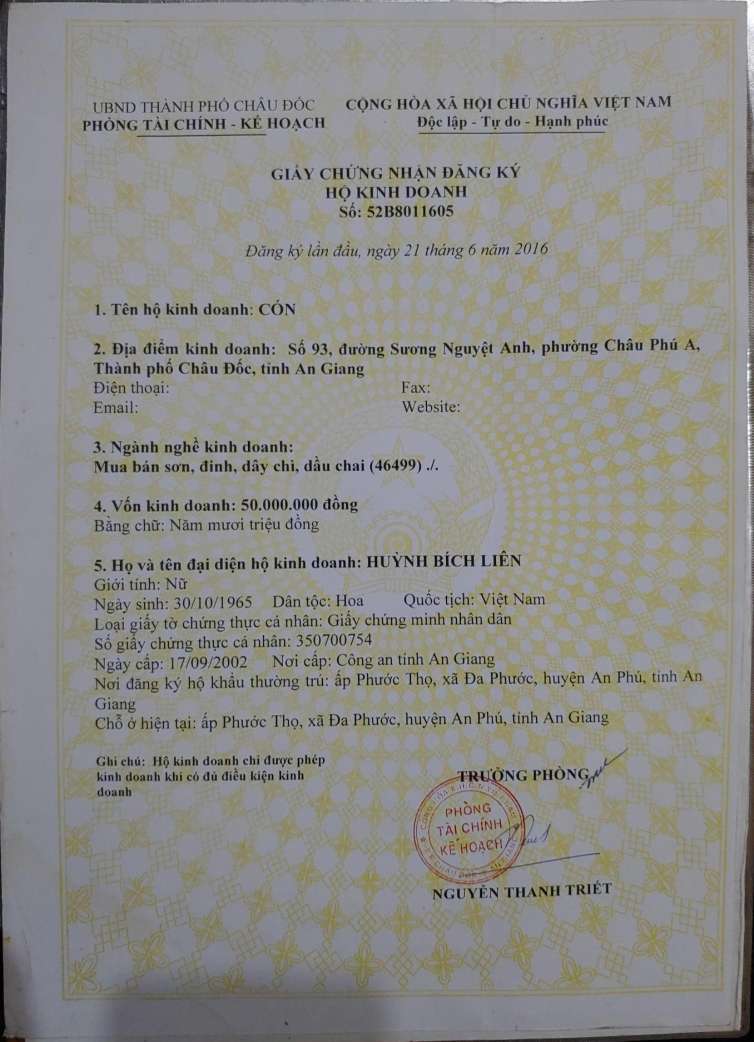 UBND THÀNH PHỐ CHÂU ĐỐC
PHÒNG TÀI CHÍNH - KẾ HOẠCH
CỘNG HÒA XÃ HỘI CHỦ NGHĨA VIỆT NAM
Độc lập - Tự do - Hạnh phúc
GIẤY CHỨNG NHẬN ĐĂNG KÝ
HỘ KINH DOANH
Số: 52B8011605
Đăng ký lần đầu, ngày 21 tháng 6 năm 2016
1. Tên hộ kinh doanh: CÓN
2. Địa điểm kinh doanh: Số 93, đường Sương Nguyệt Anh, phường Châu Phú A,
Thành phố Châu Đốc, tỉnh An Giang
Điện thoại: Fax:
Email: Website:
3. Ngành nghề kinh doanh:
Mua bán sơn, đinh, dây chì, dầu chai (46499) ./.
4. Vốn kinh doanh: 50.000.000 đồng
Bằng chữ: Năm mươi triệu đồng
5. Họ và tên đại diện hộ kinh doanh: HUỲNH BÍCH LIÊN
Giới tính: Nữ
Ngày sinh: 30/10/1965 Dân tộc: Hoa Quốc tịch: Việt Nam
Loại giấy tờ chứng thực cá nhân: Giấy chứng minh nhân dân
Số giấy chứng thực cá nhân: 350700754
Ngày cấp: 17/09/2002 Nơi cấp: Công an tỉnh An Giang
Nơi đăng ký hộ khẩu thường trú: ấp Phước Thọ, xã Đa Phước, huyện An Phú, tỉnh An
Giang
Chỗ ở hiện tại: ấp Phước Thọ, xã Đa Phước, huyện An Phú, tỉnh An Giang
Ghi chú: Hộ kinh doanh chỉ được phép
kinh doanh khi có đủ điều kiện kinh
doanh
TRƯỞNG PHÒNG
PHÒNG
TÀI CHÍNH
KẾ HOẠCH
NGUYỄN THANH TRIẾT